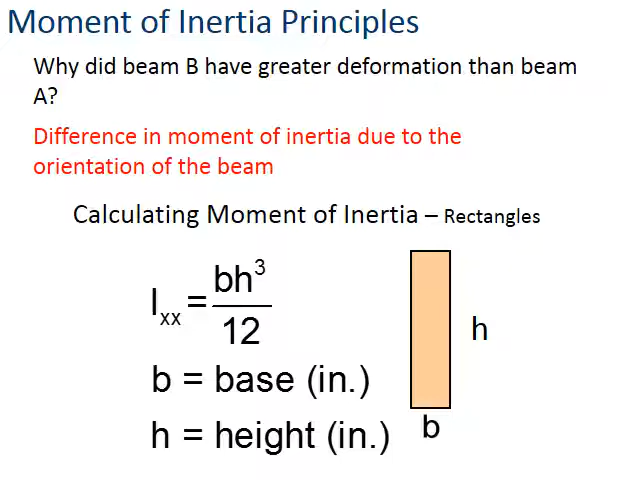 Moment of Inertia Principles
Why did beam B have greater deformation than beam
A?
Difference in moment of inertia due to the
orientation of the beam
Calculating Moment of Inertia – Rectangles
Ixx = bh³/12
h
b = base (in.)
h = height (in.)
b